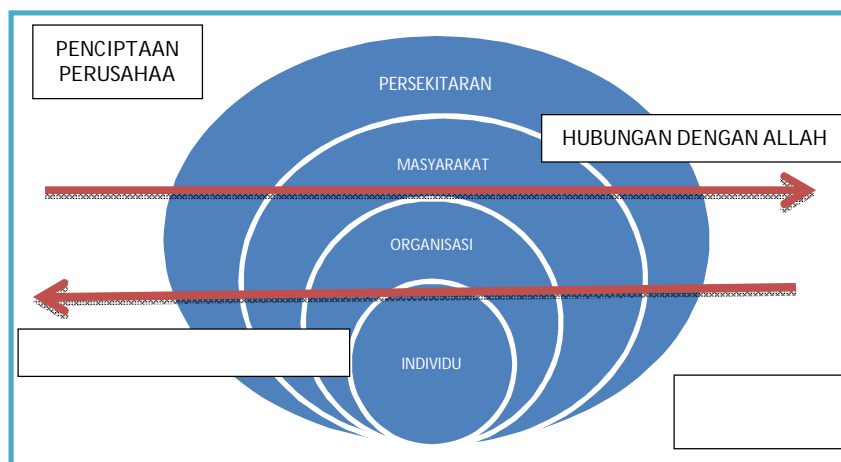 PENCIPTAAN
PERUSAHAA
PERSEKITARAN
HUBUNGAN DENGAN ALLAH
MASYARAKAT
ORGANISASI
INDIVIDU